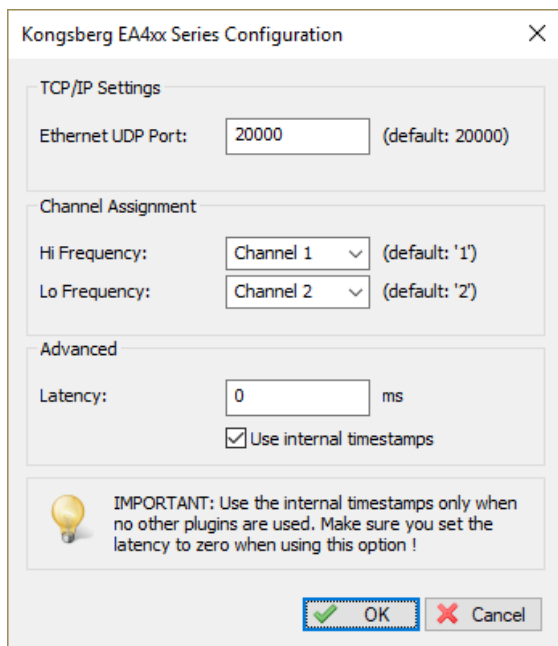 Kongsberg EA4xx Series Configuration
TCP/IP Settings
Ethernet UDP Port: 20000 (default: 20000)
Channel Assignment
Hi Frequency: Channel 1 (default: '1')
Lo Frequency: Channel 2 (default: '2')
Advanced
Latency: 0 ms
Use internal timestamps
IMPORTANT: Use the internal timestamps only when
no other plugins are used. Make sure you set the
latency to zero when using this option !
OK Cancel